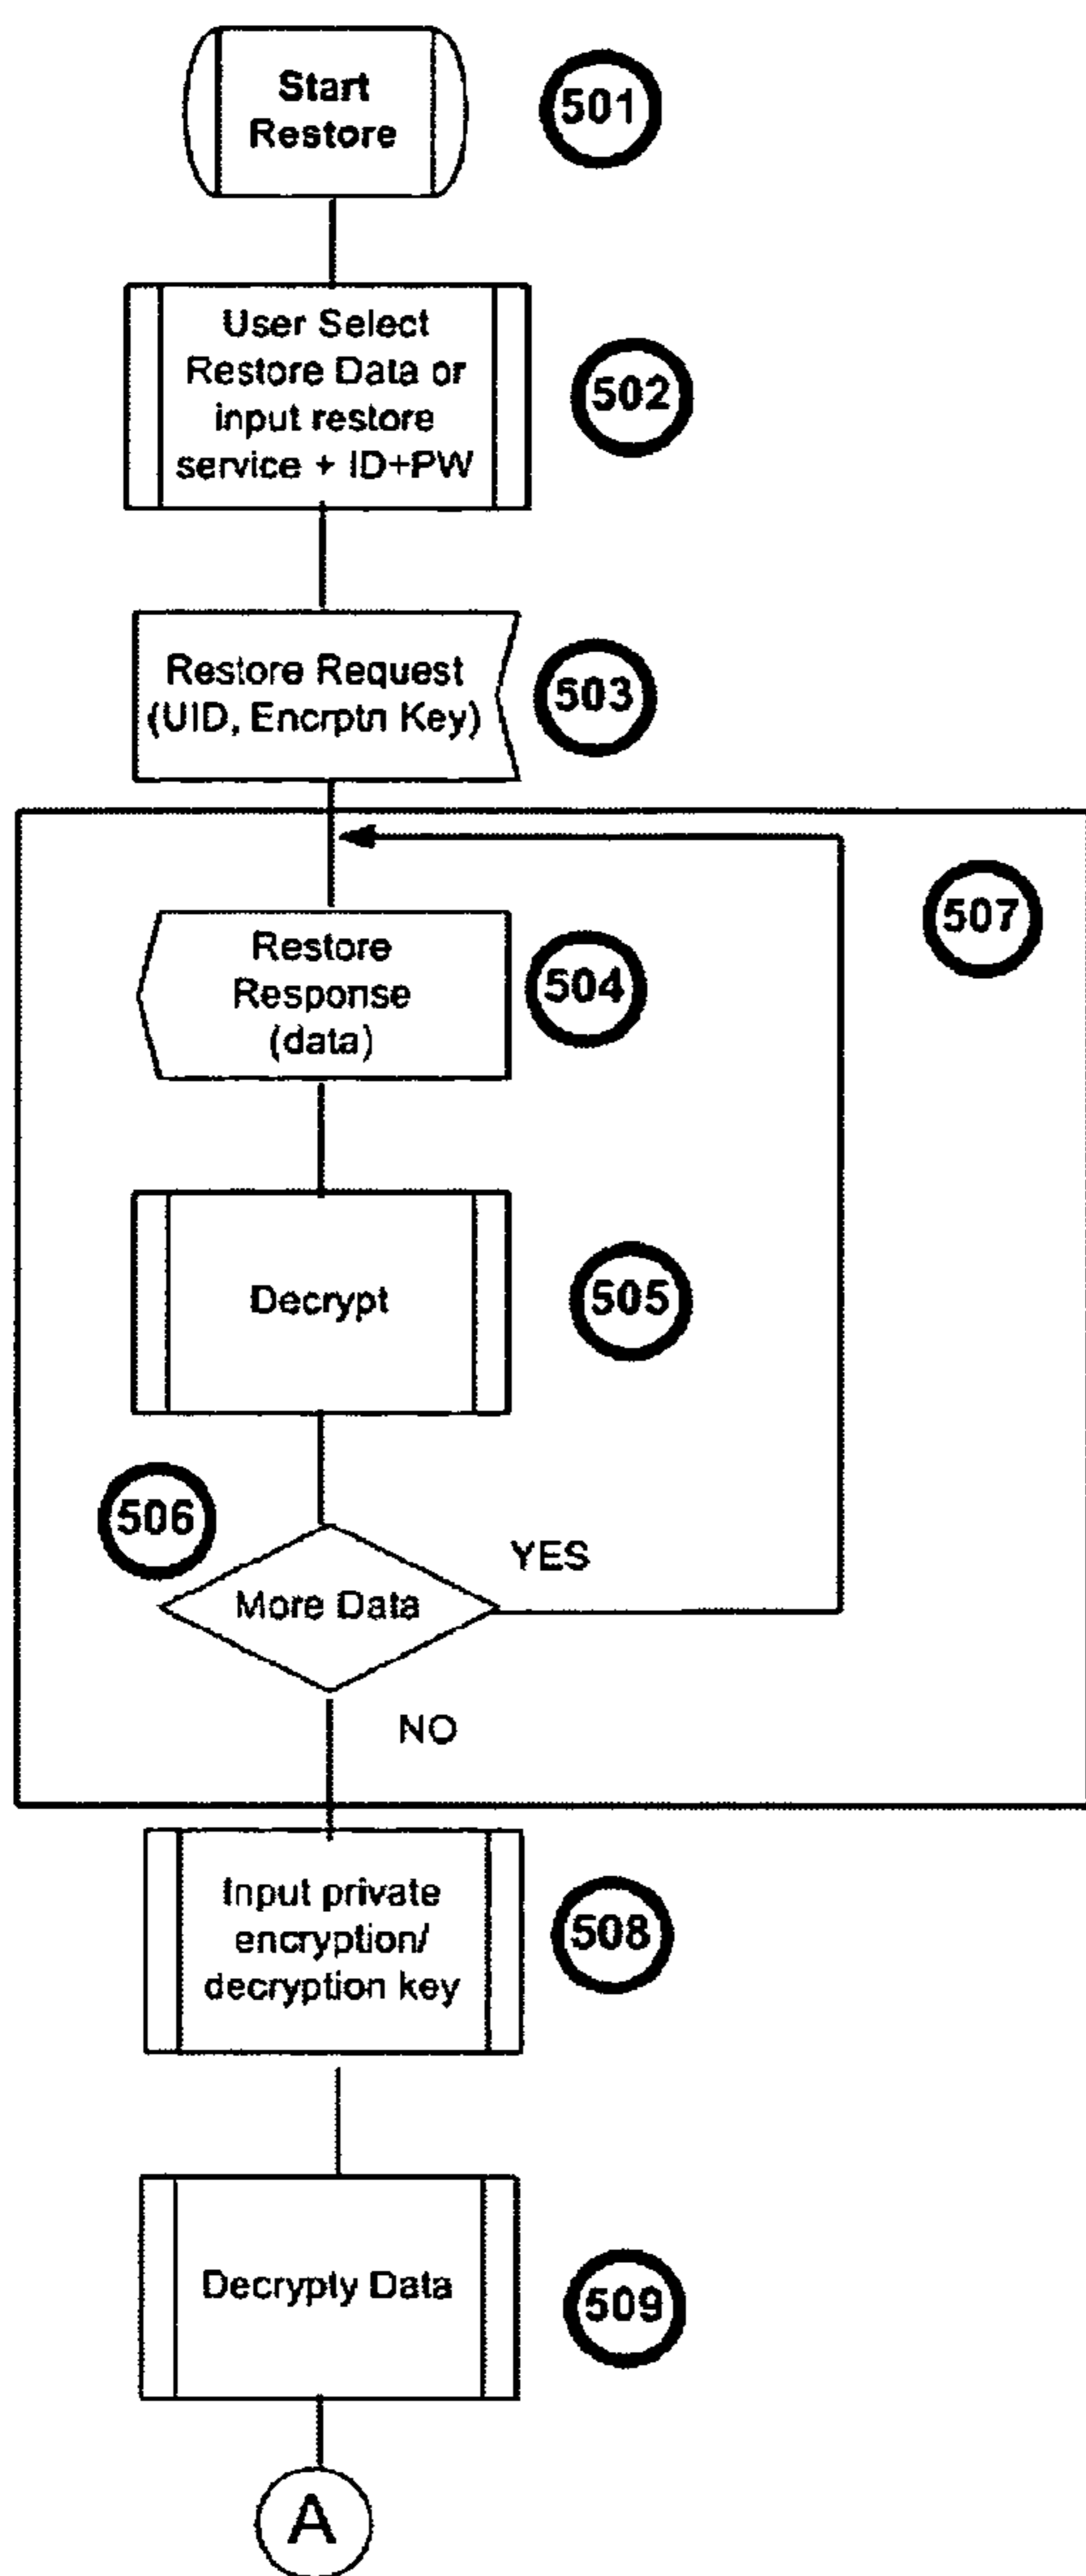 Start
Restore
501
User Select
Restore Data or
input restore
service + ID+PW
502
Restore Request
(UID, Encrptn Key)
503
507
Restore
Response
(data)
504
Decrypt
505
506
YES
More Data
NO
Input private
encryption/
decryption key
508
Decryply Data
509
A